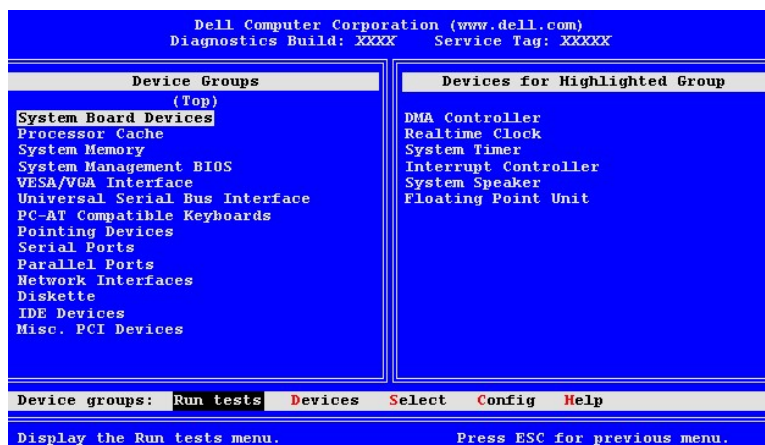 Dell Computer Corporation (www.dell.com)
Diagnostics Build: XXXX Service Tag: XXXXX
Device Groups
(Top)
System Board Devices
Processor Cache
System Memory
System Management BIOS
VESA/VGA Interface
Universal Serial Bus Interface
PC-AT Compatible Keyboards
Pointing Devices
Serial Ports
Parallel Ports
Network Interfaces
Diskette
IDE Devices
Misc. PCI Devices
Devices for Highlighted Group
DMA Controller
Realtime Clock
System Timer
Interrupt Controller
System Speaker
Floating Point Unit
Device groups: Run tests Devices Select Config Help
Display the Run tests menu. Press ESC for previous menu.